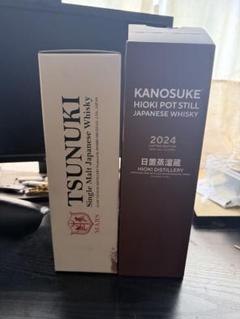 TSUNUKI
Single Malt Japanese Whisky
MARS
KANOSUKE
HIOKI POT STILL
JAPANESE WHISKY
2024
日置蒸溜蔵
HIOKI DISTILLERY